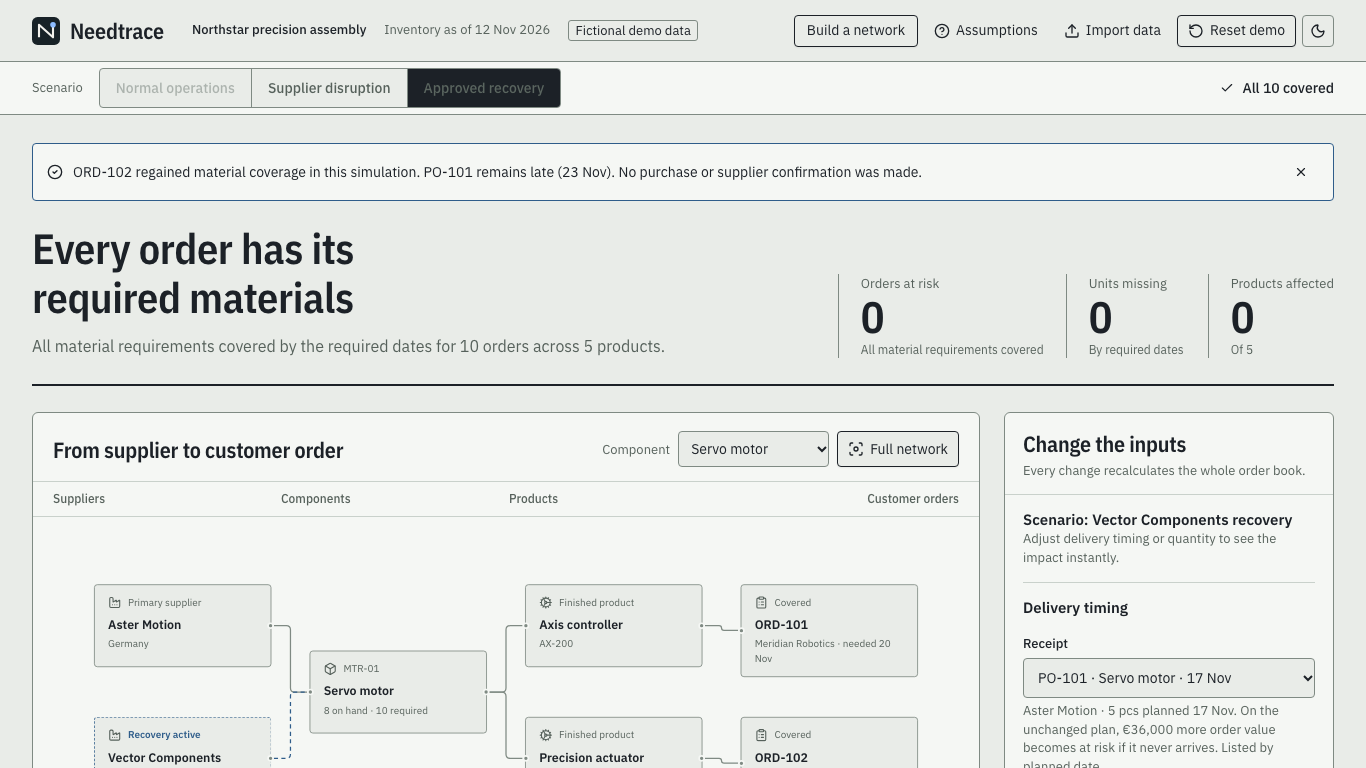 Needtrace
Northstar precision assembly
Inventory as of 12 Nov 2026
Fictional demo data
Build a network
Assumptions
Import data
Reset demo
Scenario
Normal operations
Supplier disruption
Approved recovery
All 10 covered
ORD-102 regained material coverage in this simulation. PO-101 remains late (23 Nov). No purchase or supplier confirmation was made.
Every order has its
required materials
All material requirements covered by the required dates for 10 orders across 5 products.
Orders at risk
0
All material requirements covered
Units missing
0
By required dates
Products affected
0
Of 5
From supplier to customer order
Component
Servo motor
Full network
Suppliers
Components
Products
Customer orders
Primary supplier
Aster Motion
Germany
Recovery active
Vector Components
MTR-01
Servo motor
8 on hand · 10 required
Finished product
Axis controller
AX-200
Finished product
Precision actuator
Covered
ORD-101
Meridian Robotics · needed 20
Nov
Covered
ORD-102
Change the inputs
Every change recalculates the whole order book.
Scenario: Vector Components recovery
Adjust delivery timing or quantity to see the
impact instantly.
Delivery timing
Receipt
PO-101 · Servo motor · 17 Nov
Aster Motion · 5 pcs planned 17 Nov. On the
unchanged plan, €36,000 more order value
becomes at risk if it never arrives. Listed by
planned date.